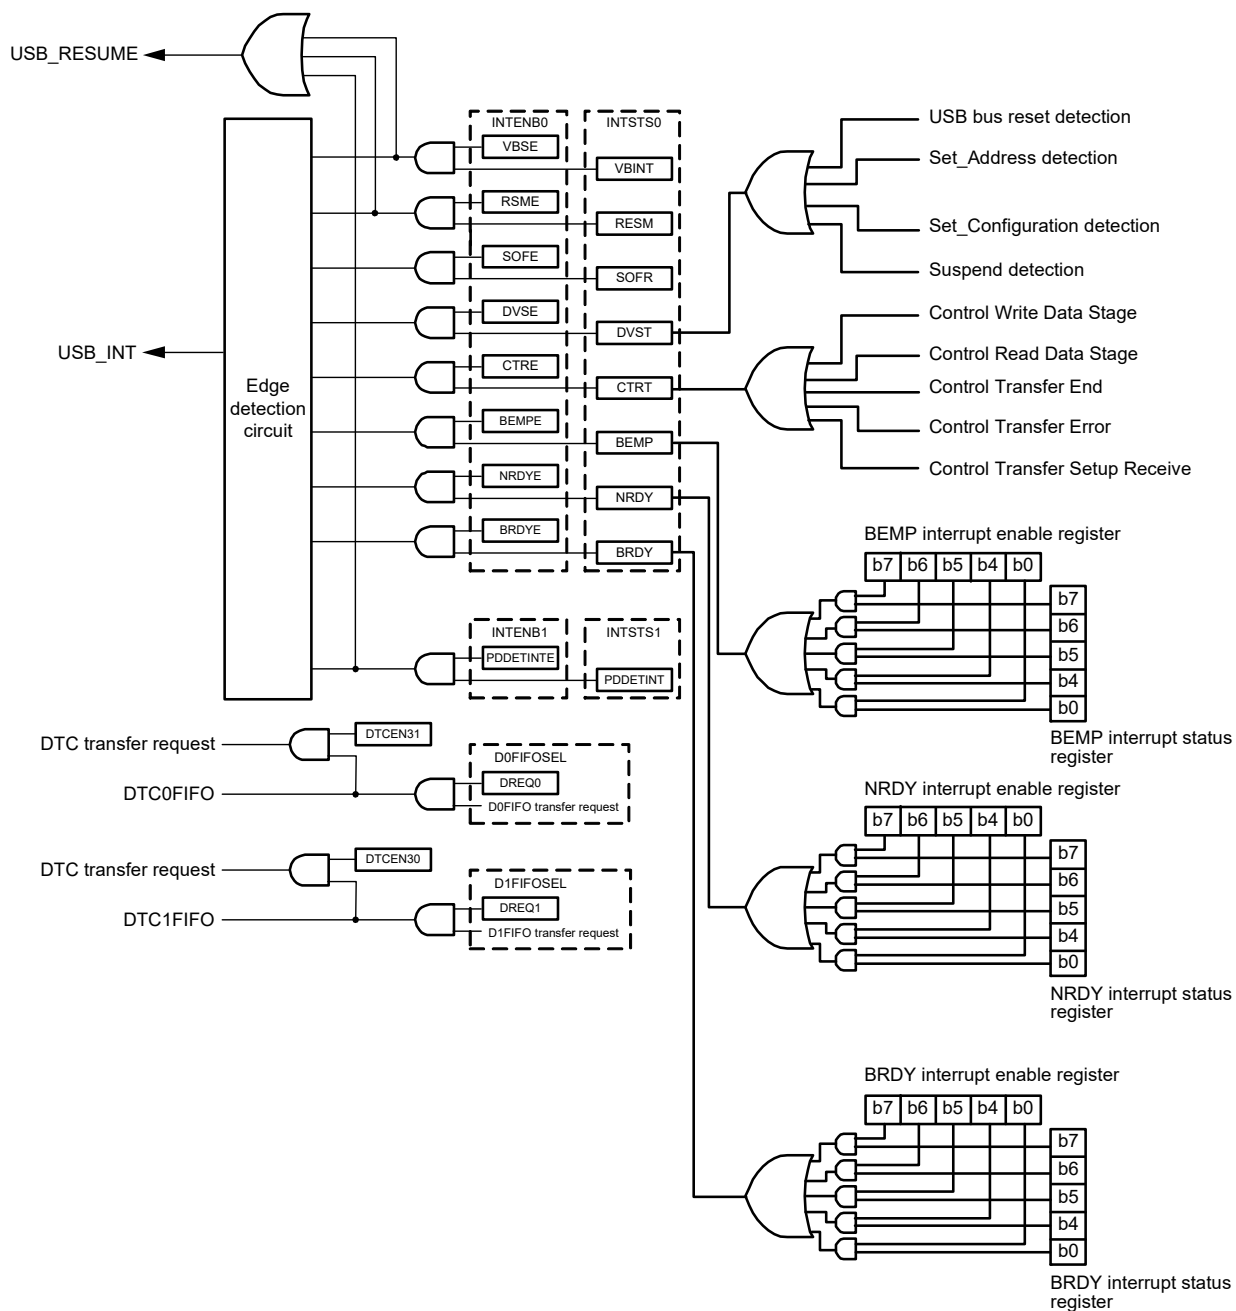 USB_RESUME
INTENB0
INTSTS0
VBSE
VBINT
RSME
RESM
SOFE
SOFR
DVSE
DVST
CTRE
CTRT
BEMPE
BEMP
NRDYE
NRDY
BRDYE
BRDY
USB_INT
Edge
detection
circuit
USB bus reset detection
Set_Address detection
Set_Configuration detection
Suspend detection
Control Write Data Stage
Control Read Data Stage
Control Transfer End
Control Transfer Error
Control Transfer Setup Receive
INTENB1
INTSTS1
PDDETINTE
PDDETINT
DTC transfer request
DTCEN31
DTC0FIFO
D0FIFOSEL
DREQ0
D0FIFO transfer request
DTC transfer request
DTCEN30
DTC1FIFO
D1FIFOSEL
DREQ1
D1FIFO transfer request
BEMP interrupt enable register
b7 b6 b5 b4 b0
b7
b6
b5
b4
b0
BEMP interrupt status
register
NRDY interrupt enable register
b7 b6 b5 b4 b0
b7
b6
b5
b4
b0
NRDY interrupt status
register
BRDY interrupt enable register
b7 b6 b5 b4 b0
b7
b6
b5
b4
b0
BRDY interrupt status
register